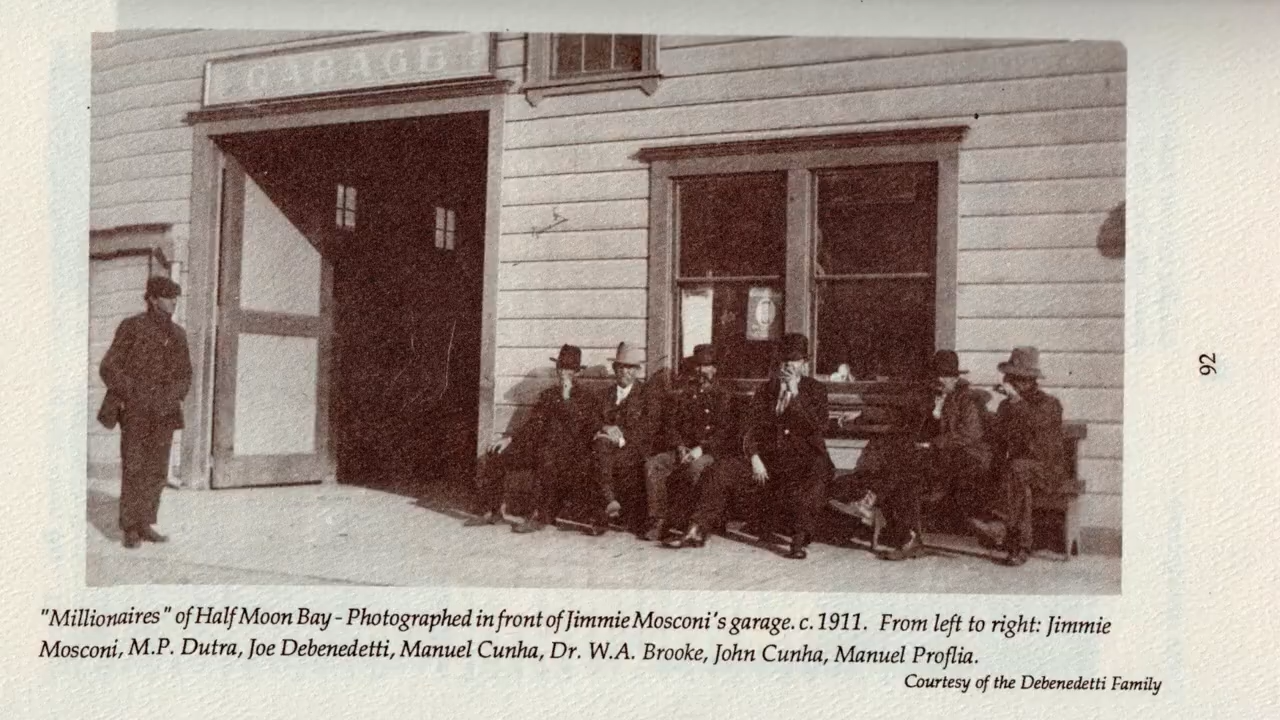 GARAGE
"Millionaires" of Half Moon Bay - Photographed in front of Jimmie Mosconi's garage. c. 1911. From left to right: Jimmie
Mosconi, M.P. Dutra, Joe Debenedetti, Manuel Cunha, Dr. W.A. Brooke, John Cunha, Manuel Proflia.
Courtesy of the Debenedetti Family
92